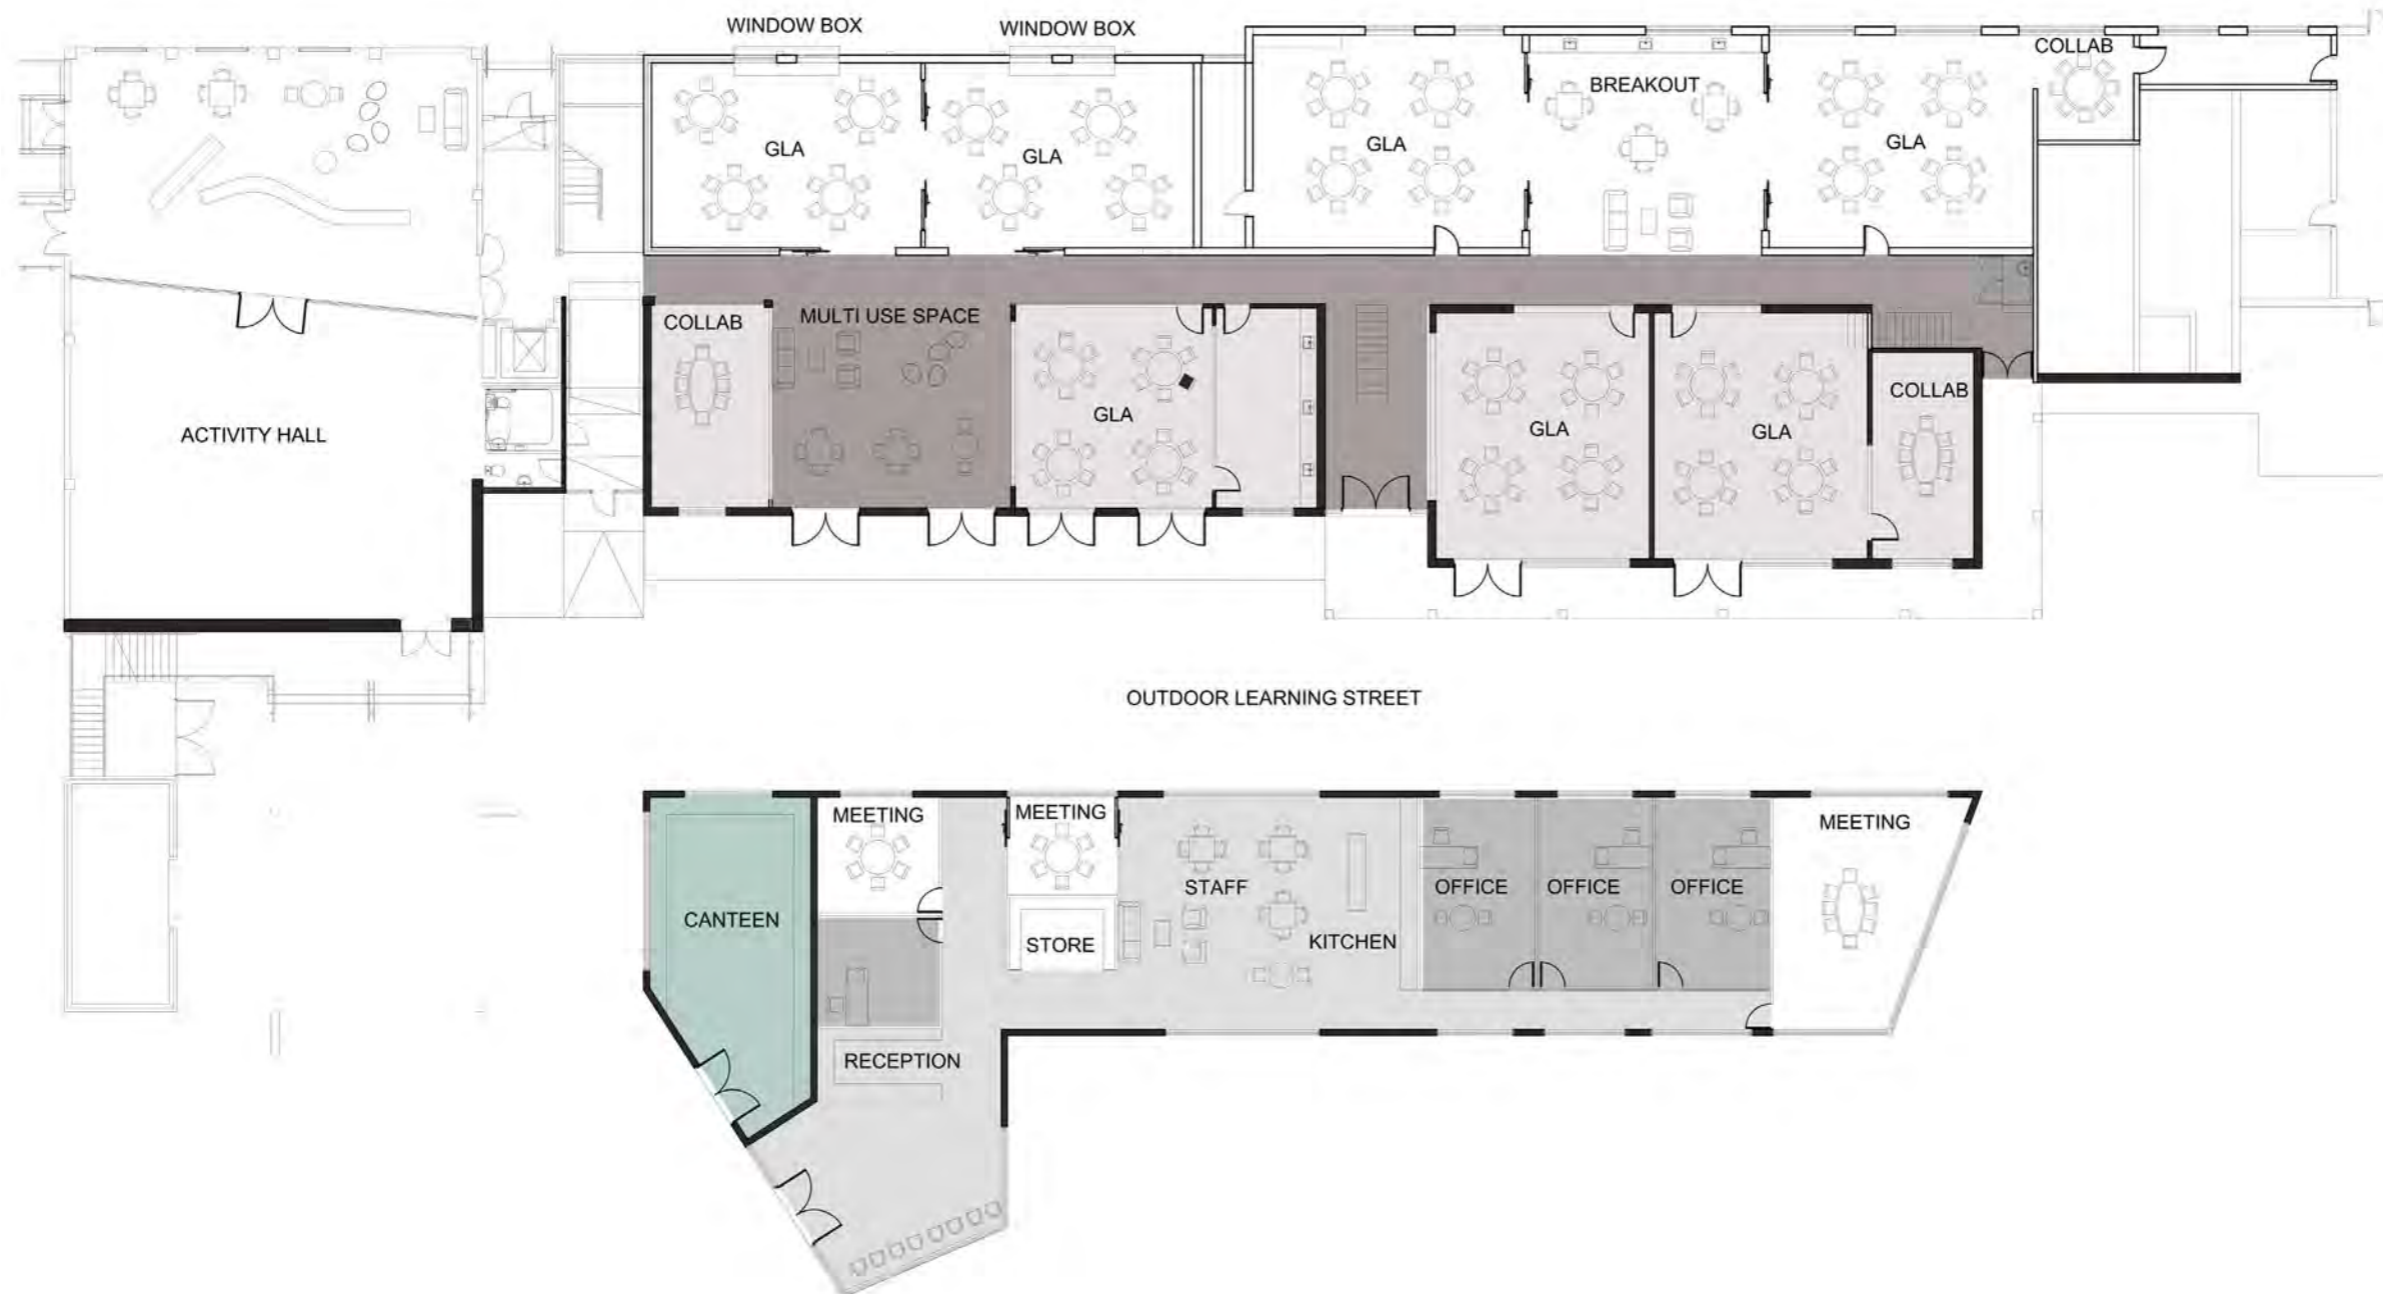 WINDOW BOX
WINDOW BOX
COLLAB
BREAKOUT
GLA
GLA
GLA
GLA
COLLAB
MULTI USE SPACE
GLA
GLA
GLA
COLLAB
ACTIVITY HALL
OUTDOOR LEARNING STREET
MEETING
MEETING
MEETING
CANTEEN
STAFF
OFFICE
OFFICE
OFFICE
STORE
KITCHEN
RECEPTION